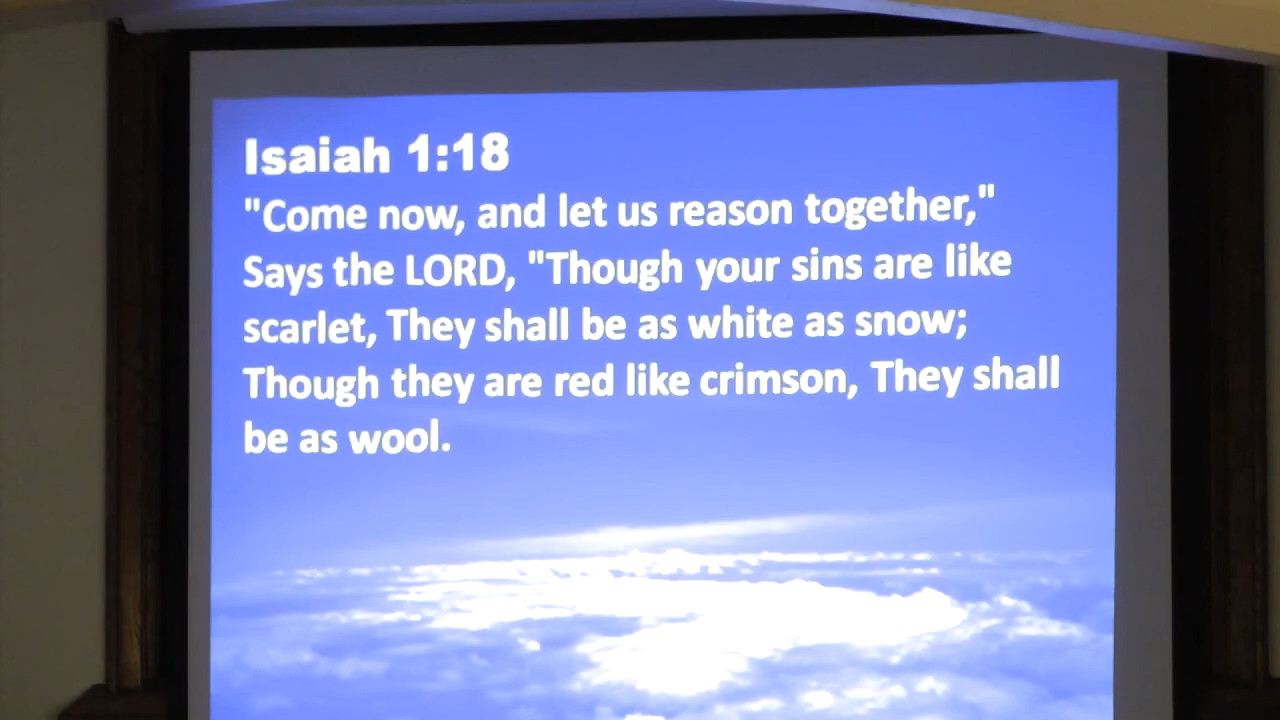 Isaiah 1:18
"Come now, and let us reason together,"
Says the LORD, "Though your sins are like
scarlet, They shall be as white as snow;
Though they are red like crimson, They shall
be as wool.